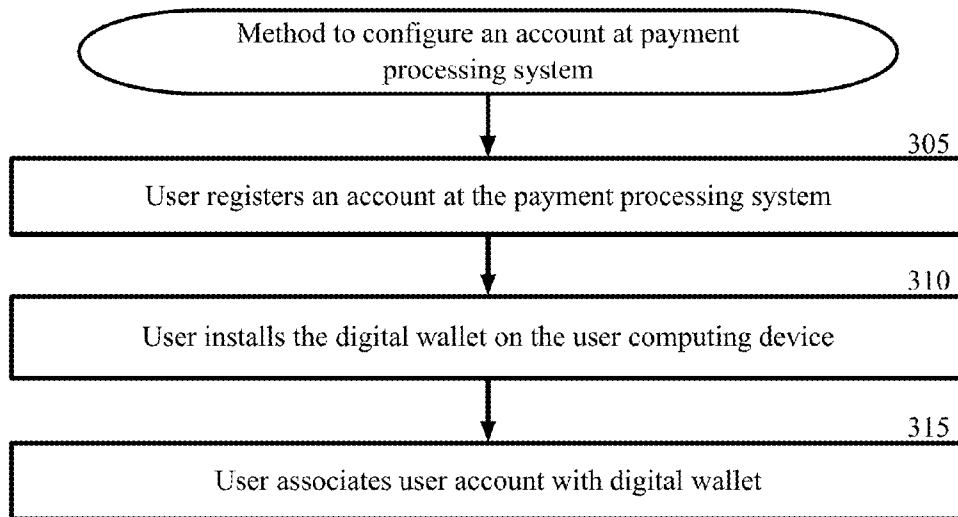 Method to configure an account at payment
processing system
305
User registers an account at the payment processing system
310
User installs the digital wallet on the user computing device
315
User associates user account with digital wallet